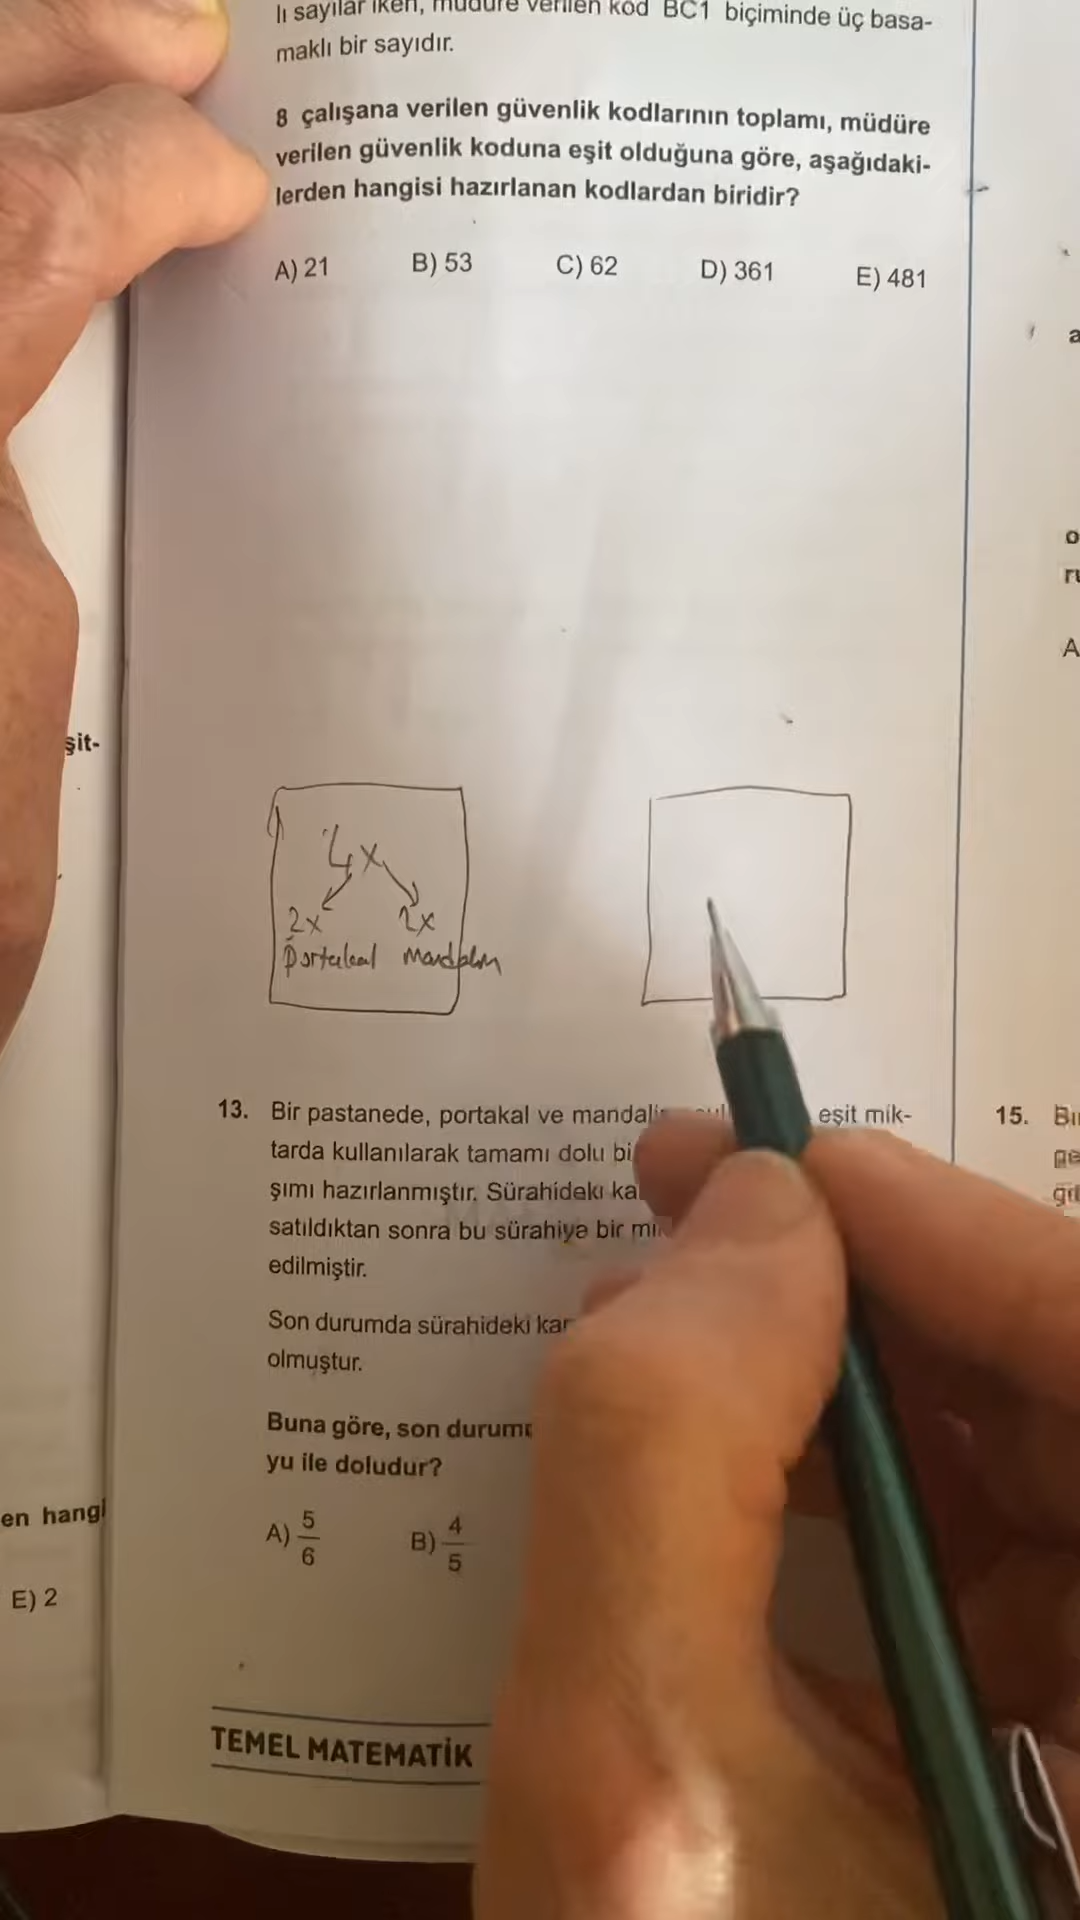 lı sayılar iken, müdüre verilen kod BC1 biçiminde üç basa-
maklı bir sayıdır.
8 çalışana verilen güvenlik kodlarının toplamı, müdüre
verilen güvenlik koduna eşit olduğuna göre, aşağıdaki-
lerden hangisi hazırlanan kodlardan biridir?
A) 21 B) 53 C) 62 D) 361 E) 481
4x
2x 2x
Portakal mandalin
13. Bir pastanede, portakal ve mandali eşit mik-
tarda kullanılarak tamamı dolu bi
şımı hazırlanmıştır. Sürahideki ka
satıldıktan sonra bu sürahiye bir
edilmiştir.
Son durumda sürahideki kar
olmuştur.
Buna göre, son durum
yu ile doludur?
A) 5/6 B) 4/5
TEMEL MATEMATİK
şit-
en hangi
E) 2
a
o
A
15.